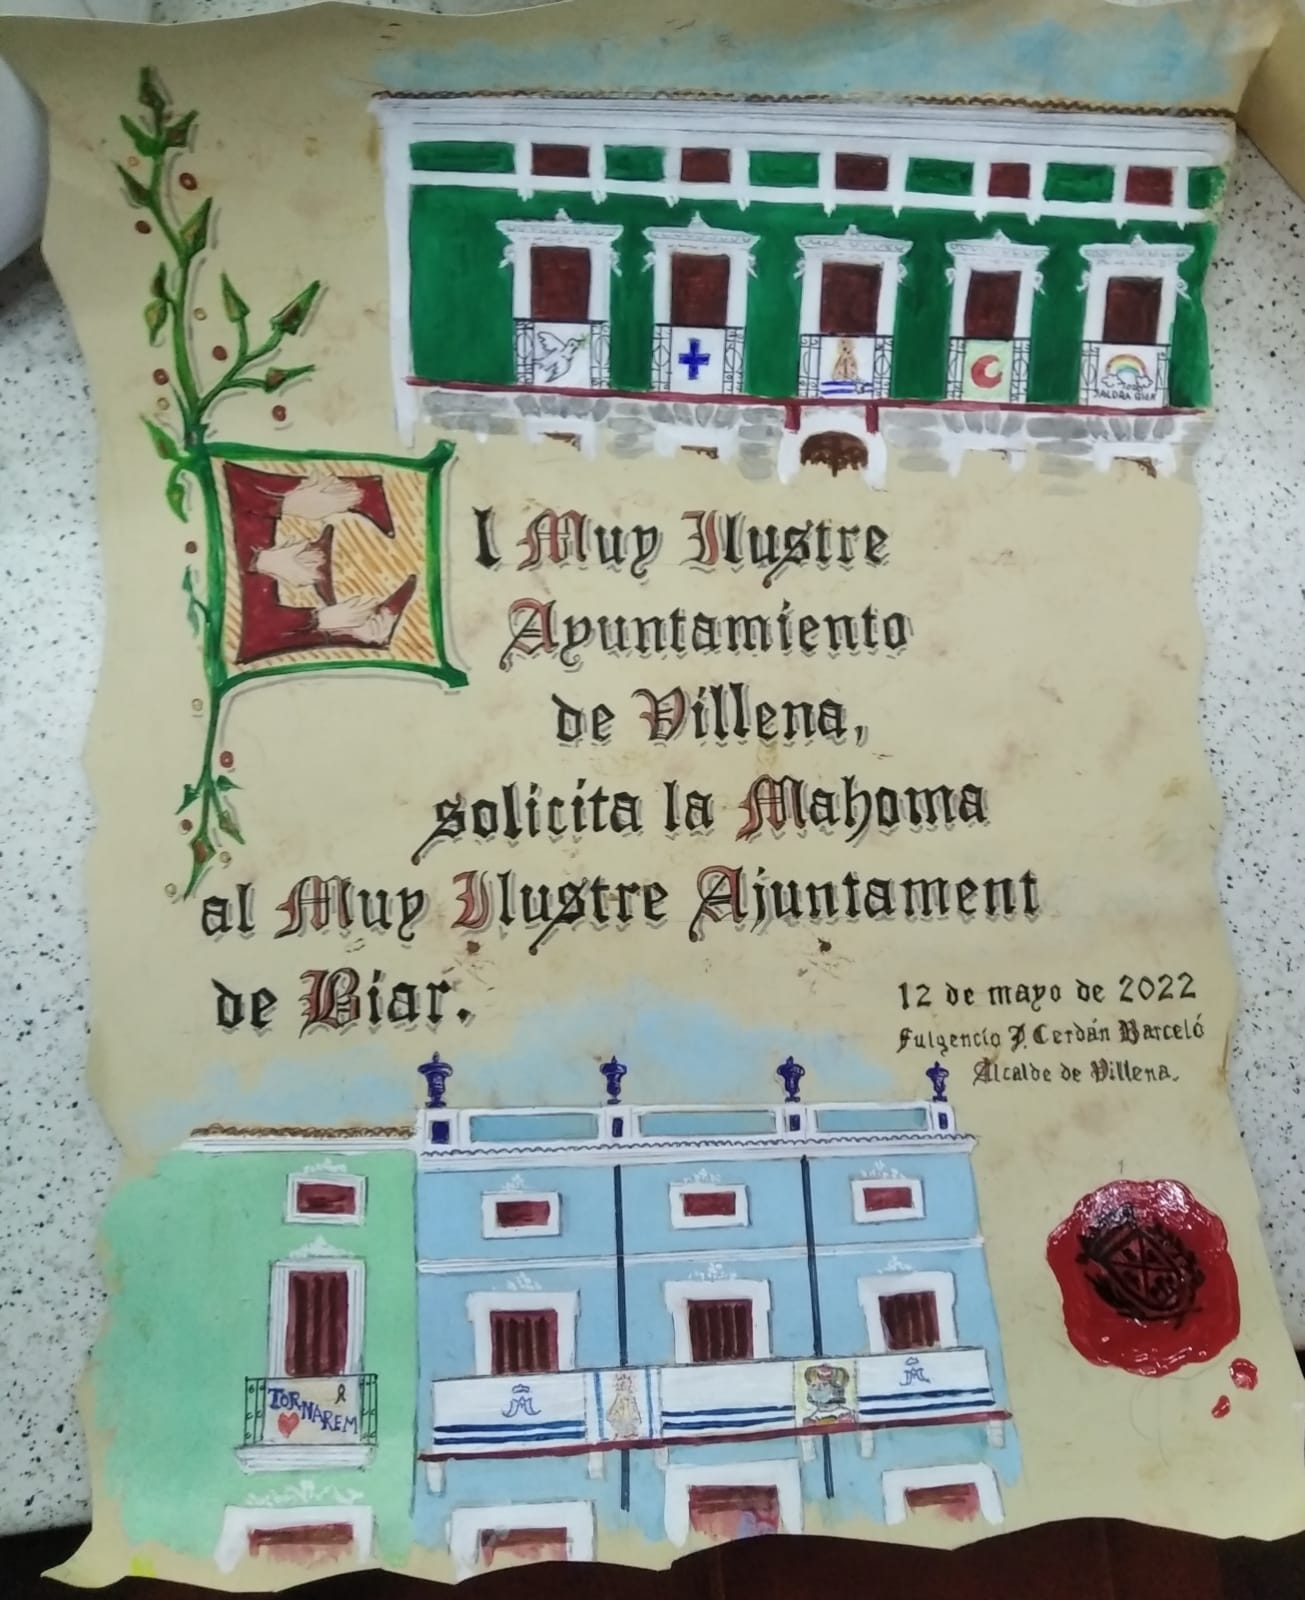 El Muy Ilustre
Ayuntamiento
de Villena,
solicita la Mahoma
al Muy Ilustre Ajuntament
de Biar.
12 de mayo de 2022
Fulgencio J. Cerdán Barceló
Alcalde de Villena.
TORNAREM